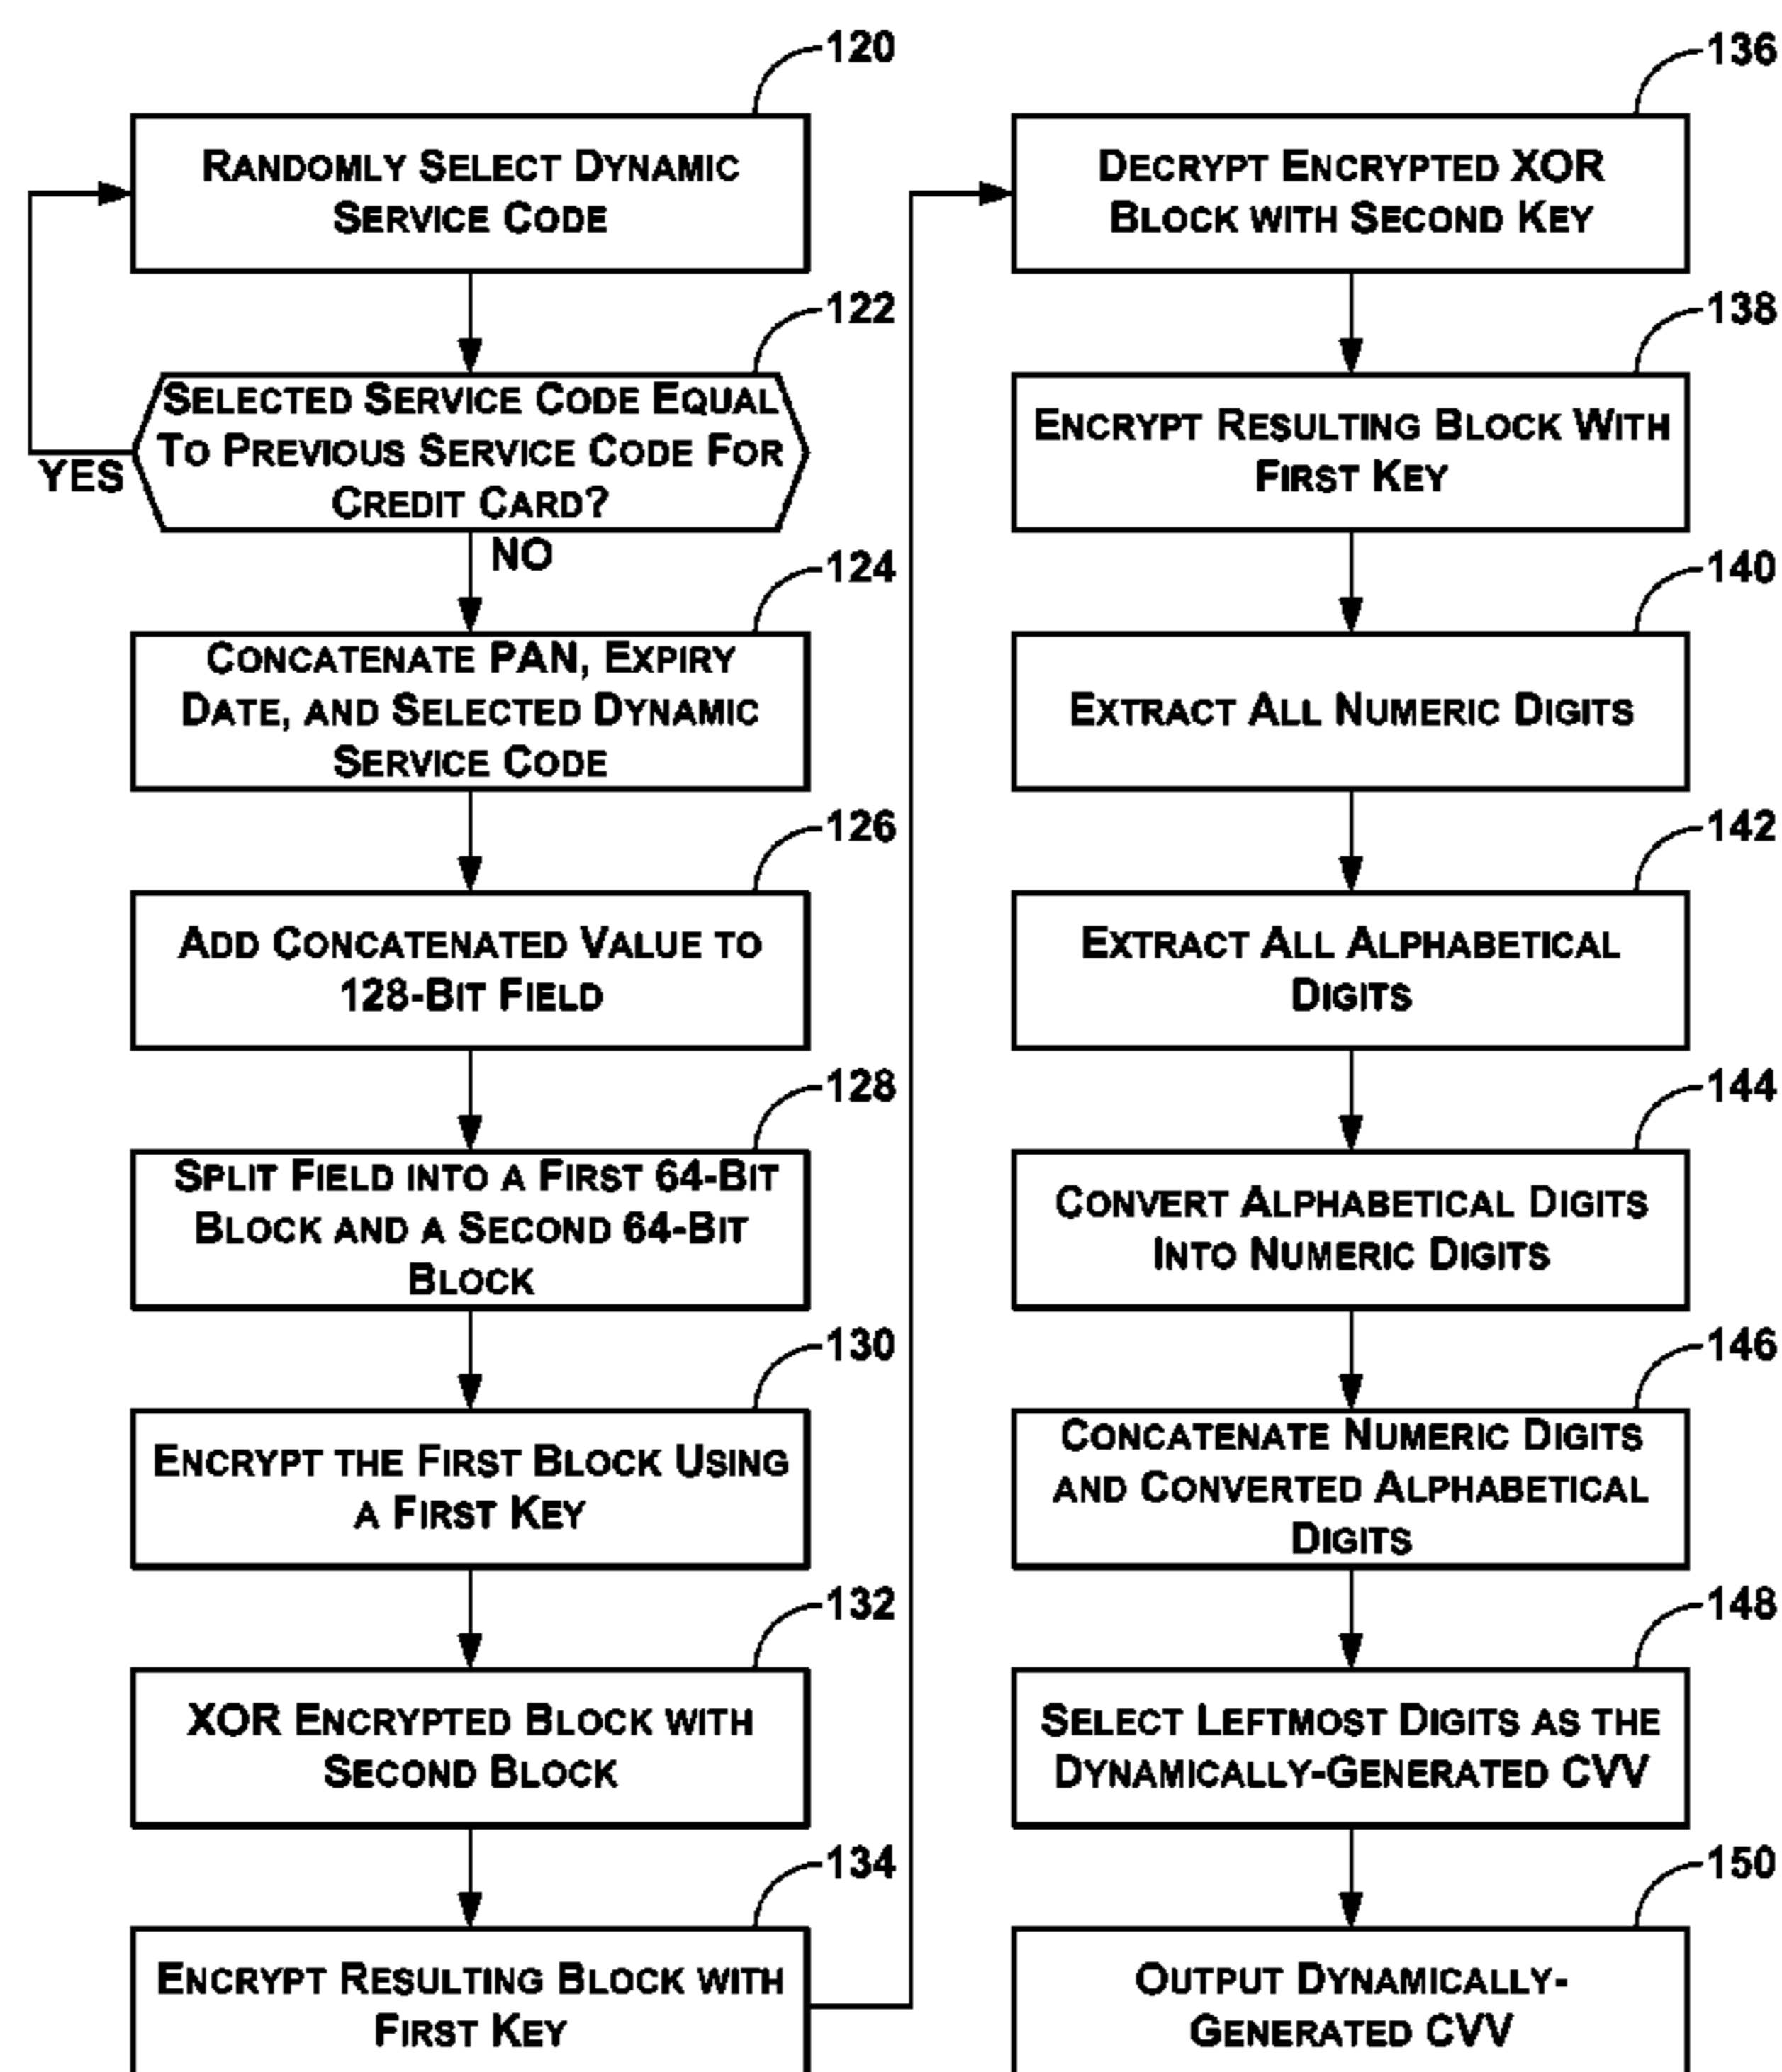 120
RANDOMLY SELECT DYNAMIC
SERVICE CODE
122
SELECTED SERVICE CODE EQUAL
TO PREVIOUS SERVICE CODE FOR
CREDIT CARD?
YES
NO
124
CONCATENATE PAN, EXPIRY
DATE, AND SELECTED DYNAMIC
SERVICE CODE
126
ADD CONCATENATED VALUE TO
128-BIT FIELD
128
SPLIT FIELD INTO A FIRST 64-BIT
BLOCK AND A SECOND 64-BIT
BLOCK
130
ENCRYPT THE FIRST BLOCK USING
A FIRST KEY
132
XOR ENCRYPTED BLOCK WITH
SECOND BLOCK
134
ENCRYPT RESULTING BLOCK WITH
FIRST KEY
136
DECRYPT ENCRYPTED XOR
BLOCK WITH SECOND KEY
138
ENCRYPT RESULTING BLOCK WITH
FIRST KEY
140
EXTRACT ALL NUMERIC DIGITS
142
EXTRACT ALL ALPHABETICAL
DIGITS
144
CONVERT ALPHABETICAL DIGITS
INTO NUMERIC DIGITS
146
CONCATENATE NUMERIC DIGITS
AND CONVERTED ALPHABETICAL
DIGITS
148
SELECT LEFTMOST DIGITS AS THE
DYNAMICALLY-GENERATED CVV
150
OUTPUT DYNAMICALLY-
GENERATED CVV